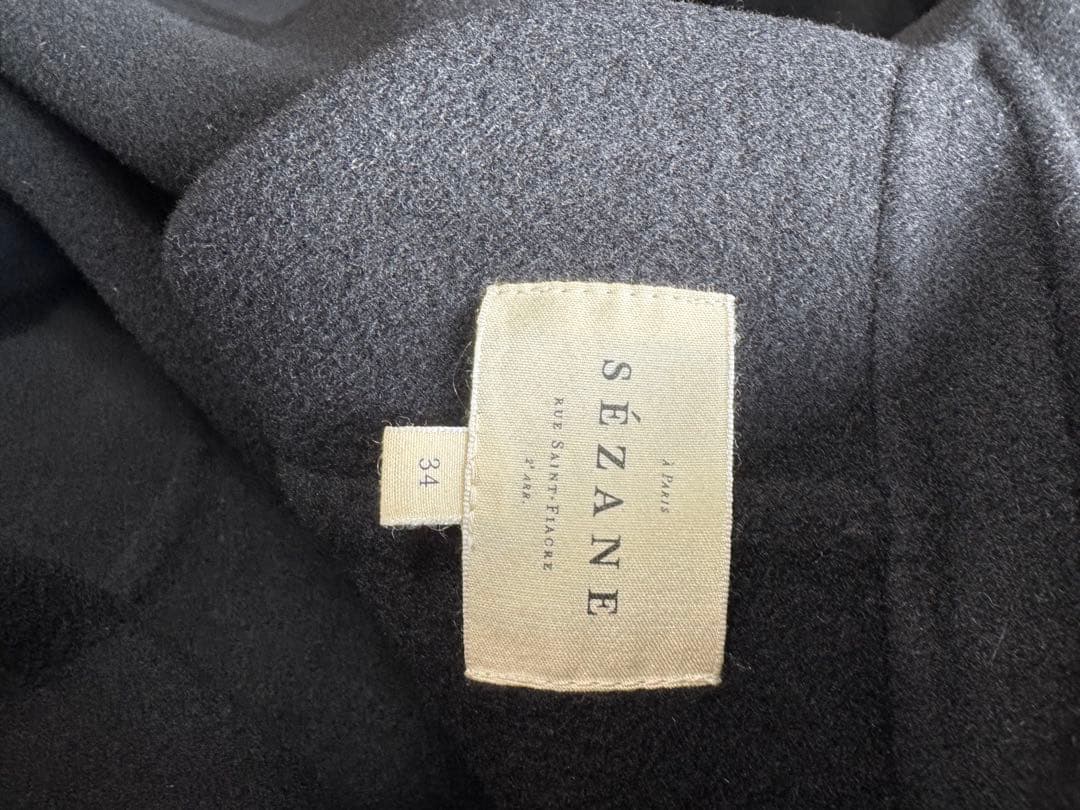 À PARIS
SÉZANE
RUE SAINT-FIACRE
2e ARR.
34